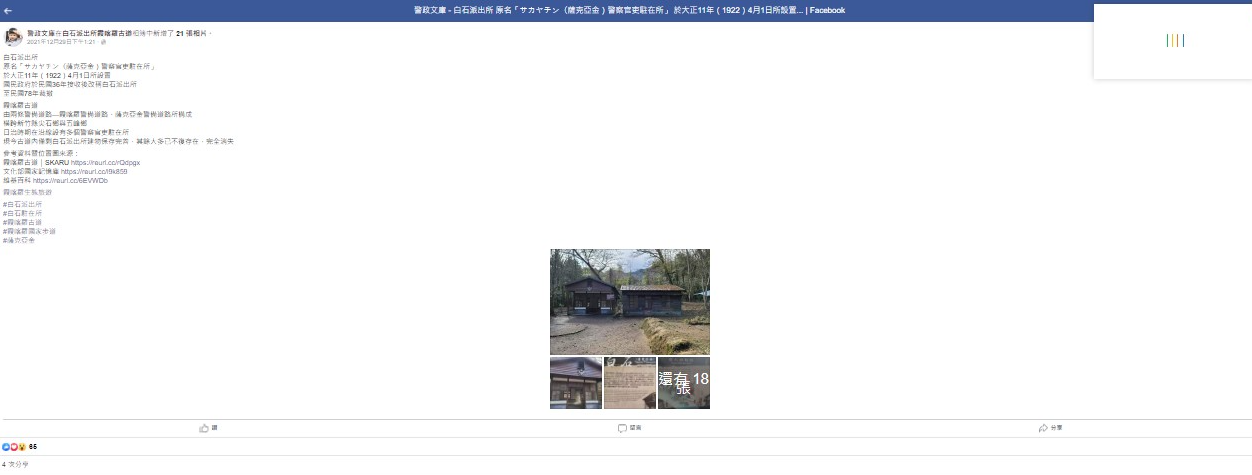 警政文庫 - 白石派出所 原名「サカヤチン（薩克亞金）警察官吏駐在所」 於大正11年（1922）4月1日所設置... | Facebook
警政文庫在白石派出所霞喀羅古道相簿中新增了 21 張相片。
2021年12月29日下午1:21
白石派出所
原名「サカヤチン（薩克亞金）警察官吏駐在所」
於大正11年（1922）4月1日所設置
國民政府於民國36年接收後改稱白石派出所
至民國78年裁撤
霞喀羅古道
由兩條警備道路—霞喀羅警備道路、薩克亞金警備道路所構成
橫跨新竹縣尖石鄉與五峰鄉
日治時期在沿線設有多個警察官吏駐在所
現今古道內僅剩白石派出所建物保存完善，其餘大多已不復存在，完全消失
參考資料暨位置圖來源：
霞喀羅古道｜SKARU https://reurl.cc/rQdpgx
文化部國家記憶庫 https://reurl.cc/l9k859
維基百科 https://reurl.cc/6EVWDb
霞喀羅生態旅遊
#白石派出所
#白石駐在所
#霞喀羅古道
#霞喀羅國家步道
#薩克亞金
白石
還有 18
張
讚
留言
分享
65
4 次分享